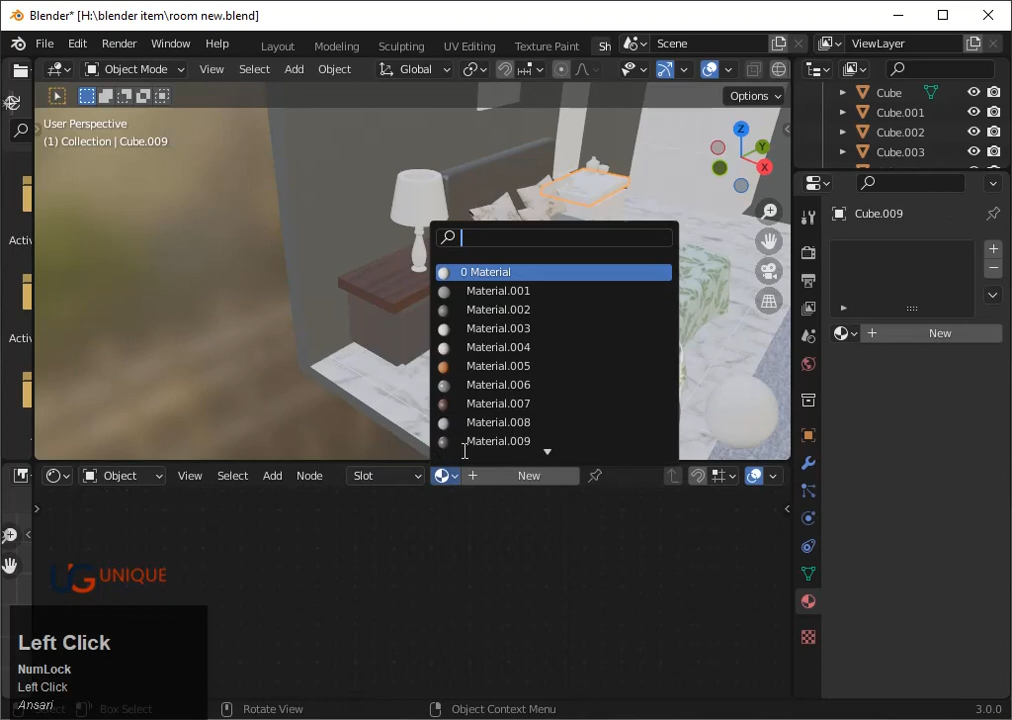 Blender* [H:\blender item\room new.blend]
File Edit Render Window Help Layout Modeling Sculpting UV Editing Texture Paint Sh Scene ViewLayer
Object Mode View Select Add Object Global
Options
User Perspective
(1) Collection | Cube.009
Z
Y
X
Cube
Cube.001
Cube.002
Cube.003
Cube.009
New
Activ
Activ
0 Material
Material.001
Material.002
Material.003
Material.004
Material.005
Material.006
Material.007
Material.008
Material.009
Object View Select Add Node Slot New
UG UNIQUE
Left Click
NumLock
Left Click
Ansari
Select Box Select Rotate View Object Context Menu 3.0.0